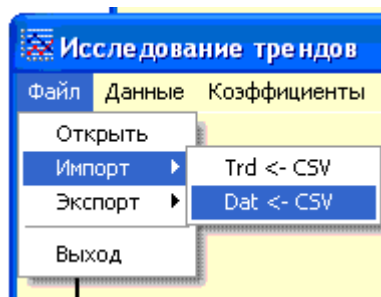 Исследование трендов
Файл Данные Коэффициенты
Открыть
Импорт
Trd <- CSV
Экспорт
Dat <- CSV
Выход